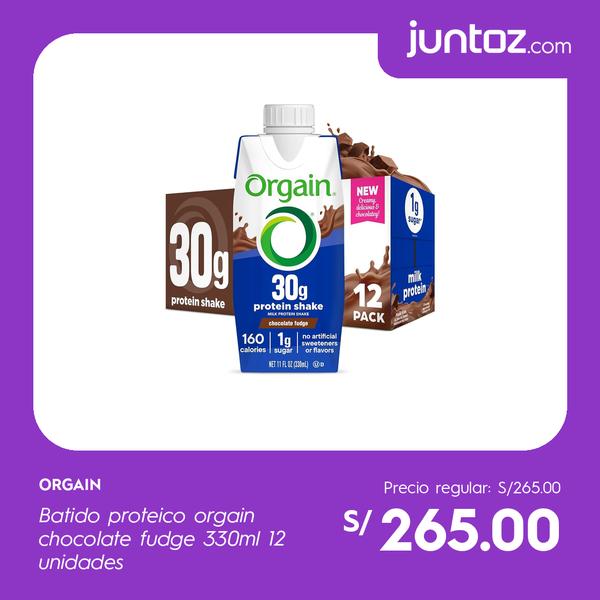 juntoz.com
Orgain
30g
protein shake
MILK PROTEIN SHAKE
chocolate fudge
160
calories
1g
sugar
no artificial
sweeteners
or flavors
NET 11 FL OZ (330mL)
30g
protein shake
NEW
Creamy,
delicious &
chocolatey!
12
PACK
1g
sugar
milk
protein
ORGAIN
Batido proteico orgain
chocolate fudge 330ml 12
unidades
Precio regular: S/265.00
S/ 265.00